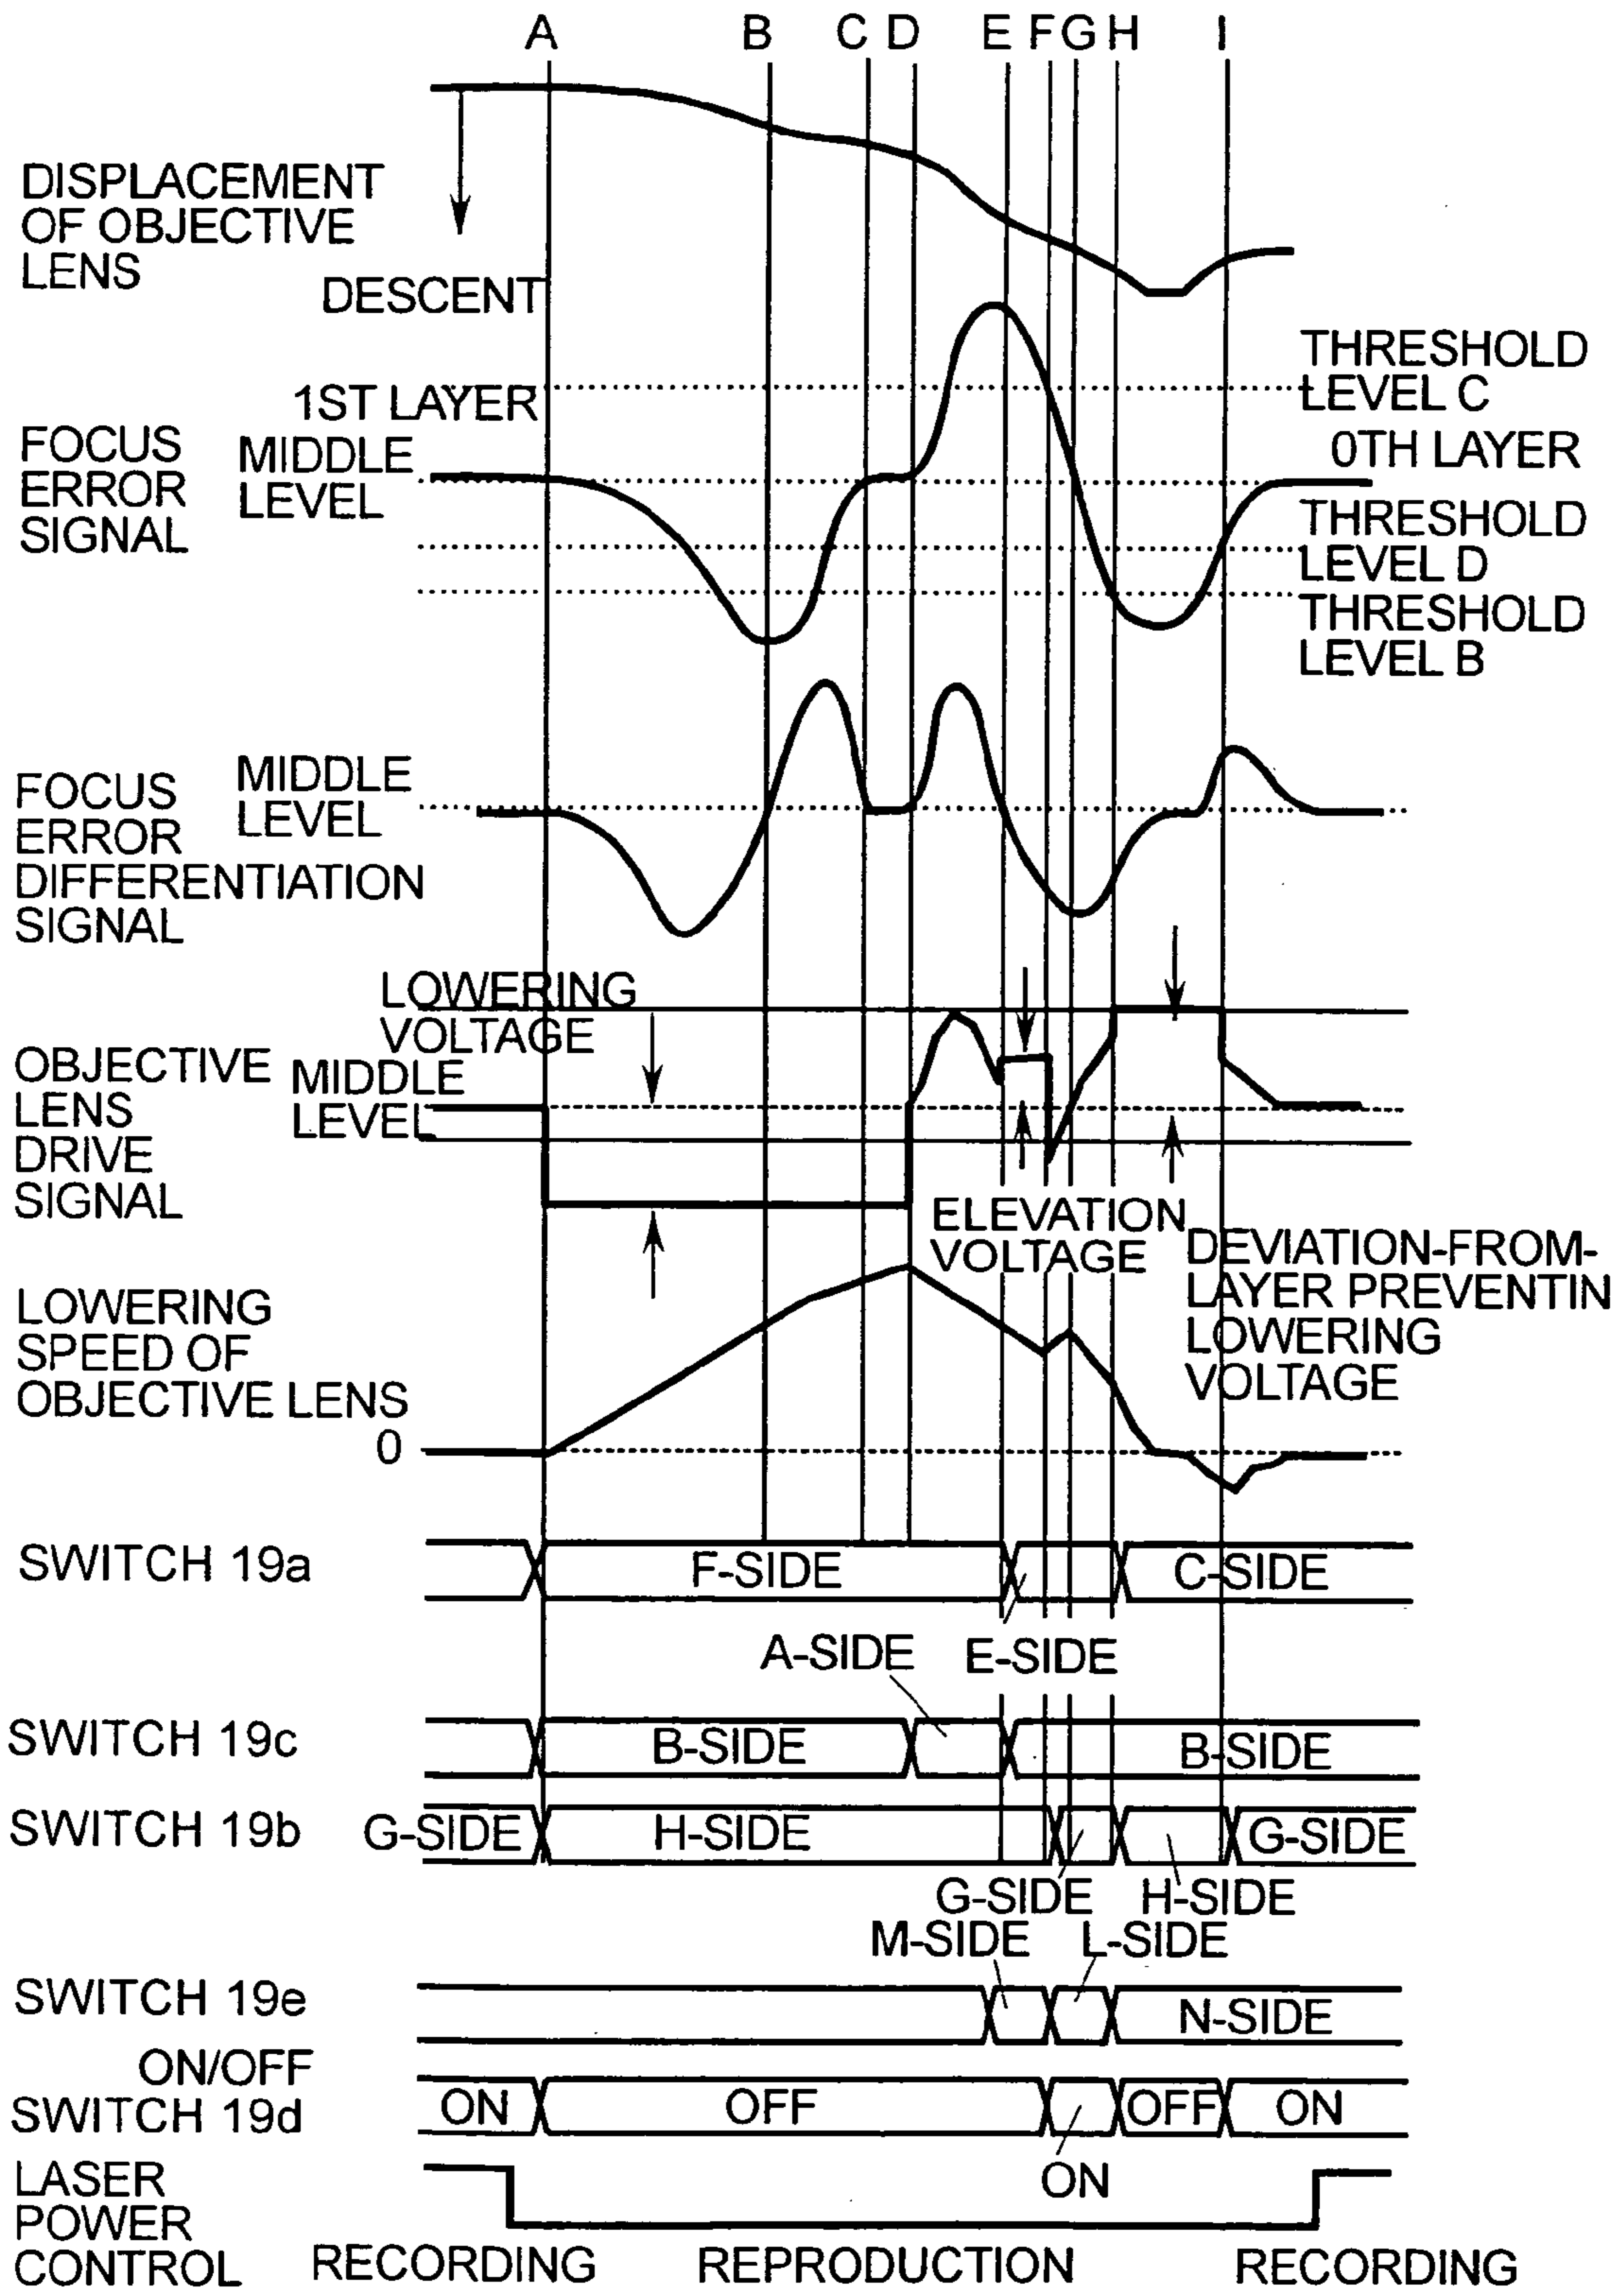 A B C D E F G H I
DISPLACEMENT
OF OBJECTIVE
LENS
DESCENT
THRESHOLD
LEVEL C
1ST LAYER
0TH LAYER
FOCUS
ERROR
SIGNAL
MIDDLE
LEVEL
THRESHOLD
LEVEL D
THRESHOLD
LEVEL B
FOCUS
ERROR
DIFFERENTIATION
SIGNAL
MIDDLE
LEVEL
LOWERING
VOLTAGE
OBJECTIVE
LENS
DRIVE
SIGNAL
MIDDLE
LEVEL
ELEVATION
VOLTAGE
DEVIATION-FROM-
LAYER PREVENTIN
LOWERING
VOLTAGE
LOWERING
SPEED OF
OBJECTIVE LENS
0
SWITCH 19a
F-SIDE
C-SIDE
A-SIDE
E-SIDE
SWITCH 19c
B-SIDE
B-SIDE
SWITCH 19b
G-SIDE
H-SIDE
G-SIDE
G-SIDE
H-SIDE
M-SIDE
L-SIDE
SWITCH 19e
N-SIDE
ON/OFF
SWITCH 19d
ON
OFF
OFF
ON
ON
LASER
POWER
CONTROL
RECORDING
REPRODUCTION
RECORDING